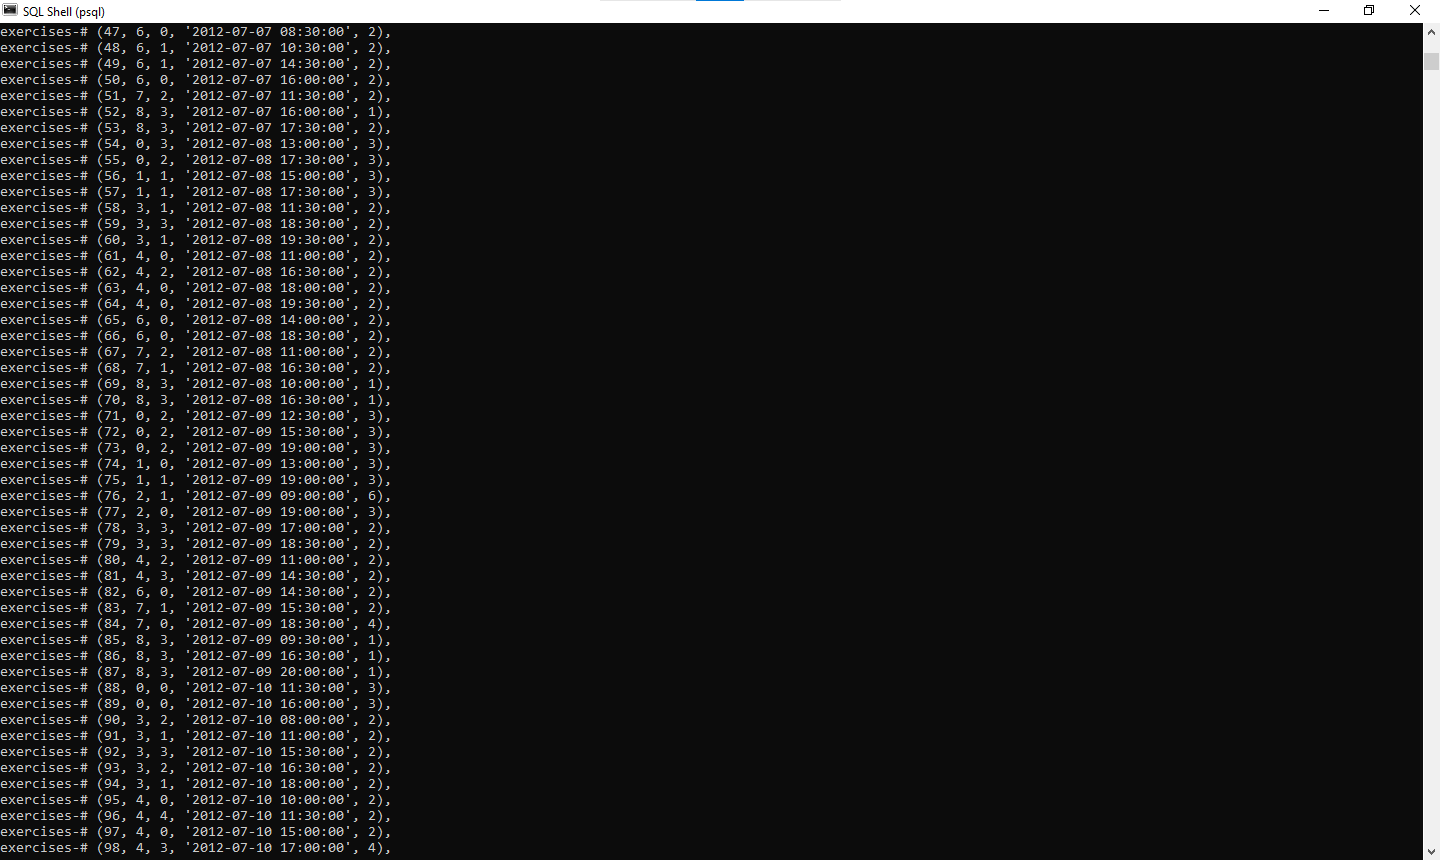 SQL Shell (psql)
exercises-# (47, 6, 0, '2012-07-07 08:30:00', 2),
exercises-# (48, 6, 1, '2012-07-07 10:30:00', 2),
exercises-# (49, 6, 1, '2012-07-07 14:30:00', 2),
exercises-# (50, 6, 0, '2012-07-07 16:00:00', 2),
exercises-# (51, 7, 2, '2012-07-07 11:30:00', 2),
exercises-# (52, 8, 3, '2012-07-07 16:00:00', 1),
exercises-# (53, 8, 3, '2012-07-07 17:30:00', 2),
exercises-# (54, 0, 3, '2012-07-08 13:00:00', 3),
exercises-# (55, 0, 2, '2012-07-08 17:30:00', 3),
exercises-# (56, 1, 1, '2012-07-08 15:00:00', 3),
exercises-# (57, 1, 1, '2012-07-08 17:30:00', 3),
exercises-# (58, 3, 1, '2012-07-08 11:30:00', 2),
exercises-# (59, 3, 3, '2012-07-08 18:30:00', 2),
exercises-# (60, 3, 1, '2012-07-08 19:30:00', 2),
exercises-# (61, 4, 0, '2012-07-08 11:00:00', 2),
exercises-# (62, 4, 2, '2012-07-08 16:30:00', 2),
exercises-# (63, 4, 0, '2012-07-08 18:00:00', 2),
exercises-# (64, 4, 0, '2012-07-08 19:30:00', 2),
exercises-# (65, 6, 0, '2012-07-08 14:00:00', 2),
exercises-# (66, 6, 0, '2012-07-08 18:30:00', 2),
exercises-# (67, 7, 2, '2012-07-08 11:00:00', 2),
exercises-# (68, 7, 1, '2012-07-08 16:30:00', 2),
exercises-# (69, 8, 3, '2012-07-08 10:00:00', 1),
exercises-# (70, 8, 3, '2012-07-08 16:30:00', 1),
exercises-# (71, 0, 2, '2012-07-09 12:30:00', 3),
exercises-# (72, 0, 2, '2012-07-09 15:30:00', 3),
exercises-# (73, 0, 2, '2012-07-09 19:00:00', 3),
exercises-# (74, 1, 0, '2012-07-09 13:00:00', 3),
exercises-# (75, 1, 1, '2012-07-09 19:00:00', 3),
exercises-# (76, 2, 1, '2012-07-09 09:00:00', 6),
exercises-# (77, 2, 0, '2012-07-09 19:00:00', 3),
exercises-# (78, 3, 3, '2012-07-09 17:00:00', 2),
exercises-# (79, 3, 3, '2012-07-09 18:30:00', 2),
exercises-# (80, 4, 2, '2012-07-09 11:00:00', 2),
exercises-# (81, 4, 3, '2012-07-09 14:30:00', 2),
exercises-# (82, 6, 0, '2012-07-09 14:30:00', 2),
exercises-# (83, 7, 1, '2012-07-09 15:30:00', 2),
exercises-# (84, 7, 0, '2012-07-09 18:30:00', 4),
exercises-# (85, 8, 3, '2012-07-09 09:30:00', 1),
exercises-# (86, 8, 3, '2012-07-09 16:30:00', 1),
exercises-# (87, 8, 3, '2012-07-09 20:00:00', 1),
exercises-# (88, 0, 0, '2012-07-10 11:30:00', 3),
exercises-# (89, 0, 0, '2012-07-10 16:00:00', 3),
exercises-# (90, 3, 2, '2012-07-10 08:00:00', 2),
exercises-# (91, 3, 1, '2012-07-10 11:00:00', 2),
exercises-# (92, 3, 3, '2012-07-10 15:30:00', 2),
exercises-# (93, 3, 2, '2012-07-10 16:30:00', 2),
exercises-# (94, 3, 1, '2012-07-10 18:00:00', 2),
exercises-# (95, 4, 0, '2012-07-10 10:00:00', 2),
exercises-# (96, 4, 4, '2012-07-10 11:30:00', 2),
exercises-# (97, 4, 0, '2012-07-10 15:00:00', 2),
exercises-# (98, 4, 3, '2012-07-10 17:00:00', 4),